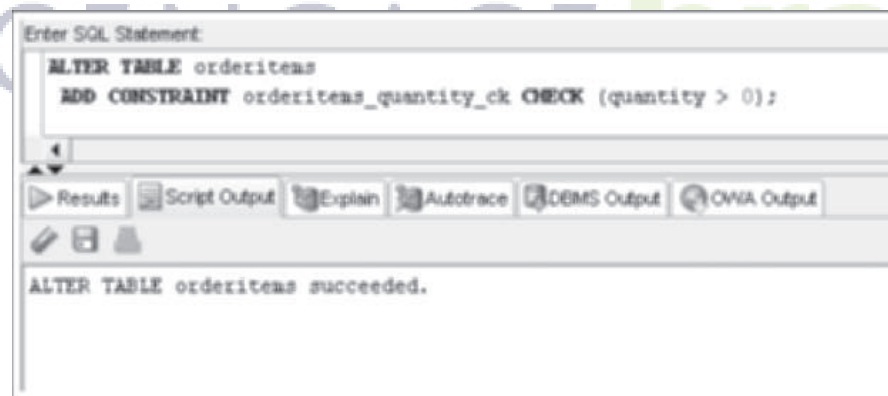 Enter SQL Statement:
ALTER TABLE orderitems
ADD CONSTRAINT orderitems_quantity_ck CHECK (quantity > 0);
Results Script Output Explain Autotrace DBMS Output OWA Output
ALTER TABLE orderitems succeeded.